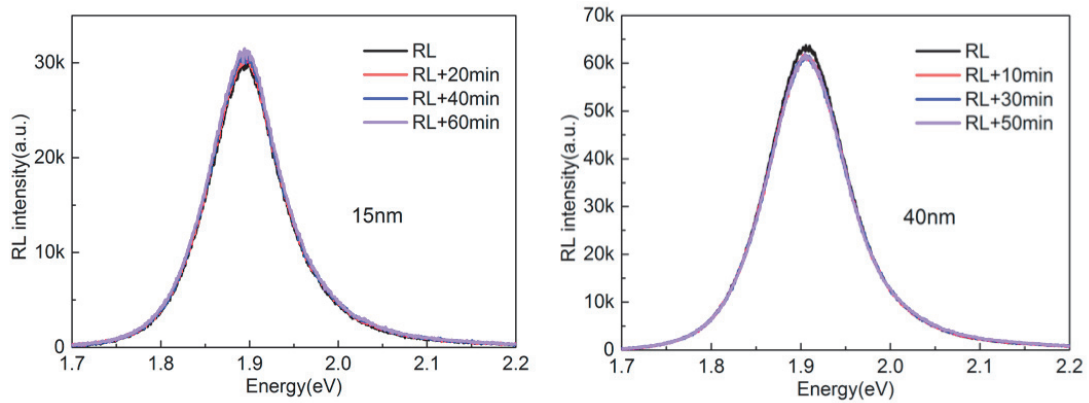 RL intensity(a.u.)
30k
20k
10k
0
RL
RL+20min
RL+40min
RL+60min
15nm
1.7 1.8 1.9 2.0 2.1 2.2
Energy(eV)
RL intensity(a.u.)
70k
60k
50k
40k
30k
20k
10k
0
RL
RL+10min
RL+30min
RL+50min
40nm
1.7 1.8 1.9 2.0 2.1 2.2
Energy(eV)